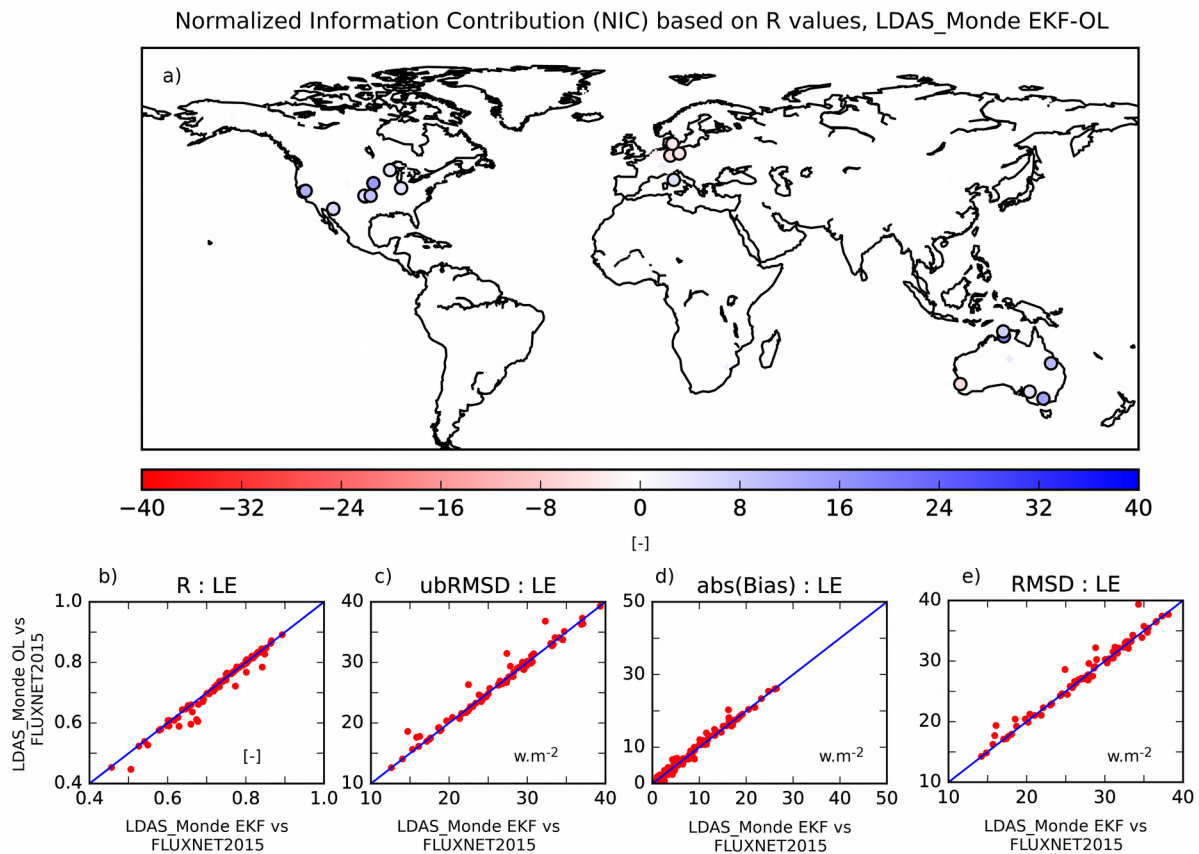 Normalized Information Contribution (NIC) based on R values, LDAS_Monde EKF-OL
a)
−40 −32 −24 −16 −8 0 8 16 24 32 40
[-]
b) R : LE
c) ubRMSD : LE
d) abs(Bias) : LE
e) RMSD : LE
LDAS_Monde OL vs
FLUXNET2015
1.0
0.8
0.6
0.4
[-]
0.4 0.6 0.8 1.0
LDAS_Monde EKF vs
FLUXNET2015
40
30
20
10
w.m⁻²
10 20 30 40
LDAS_Monde EKF vs
FLUXNET2015
50
40
30
10
0
w.m⁻²
0 10 20 30 40 50
LDAS_Monde EKF vs
FLUXNET2015
40
30
20
10
w.m⁻²
10 20 30 40
LDAS_Monde EKF vs
FLUXNET2015